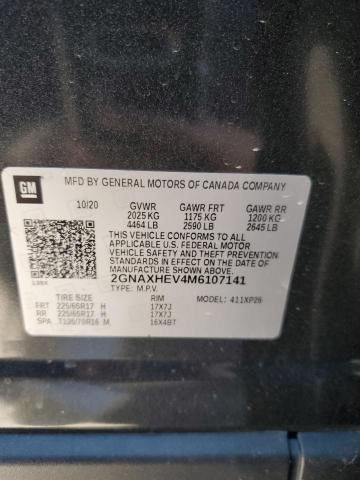 GM
MFD BY GENERAL MOTORS OF CANADA COMPANY
10/20 GVWR GAWR FRT GAWR RR
2025 KG 1175 KG 1200 KG
4464 LB 2590 LB 2645 LB
THIS VEHICLE CONFORMS TO ALL
APPLICABLE U.S. FEDERAL MOTOR
VEHICLE SAFETY AND THEFT
PREVENTION STANDARDS IN EFFECT
ON THE DATE OF MANUFACTURE
SHOWN ABOVE.
2GNAXHEV4M6107141
TYPE: M.P.V.
TIRE SIZE RIM MODEL: 411XP26
FRT 225/65R17 H 17X7J
RR 225/65R17 H 17X7J
SPA T135/70R16 M 16X4BT